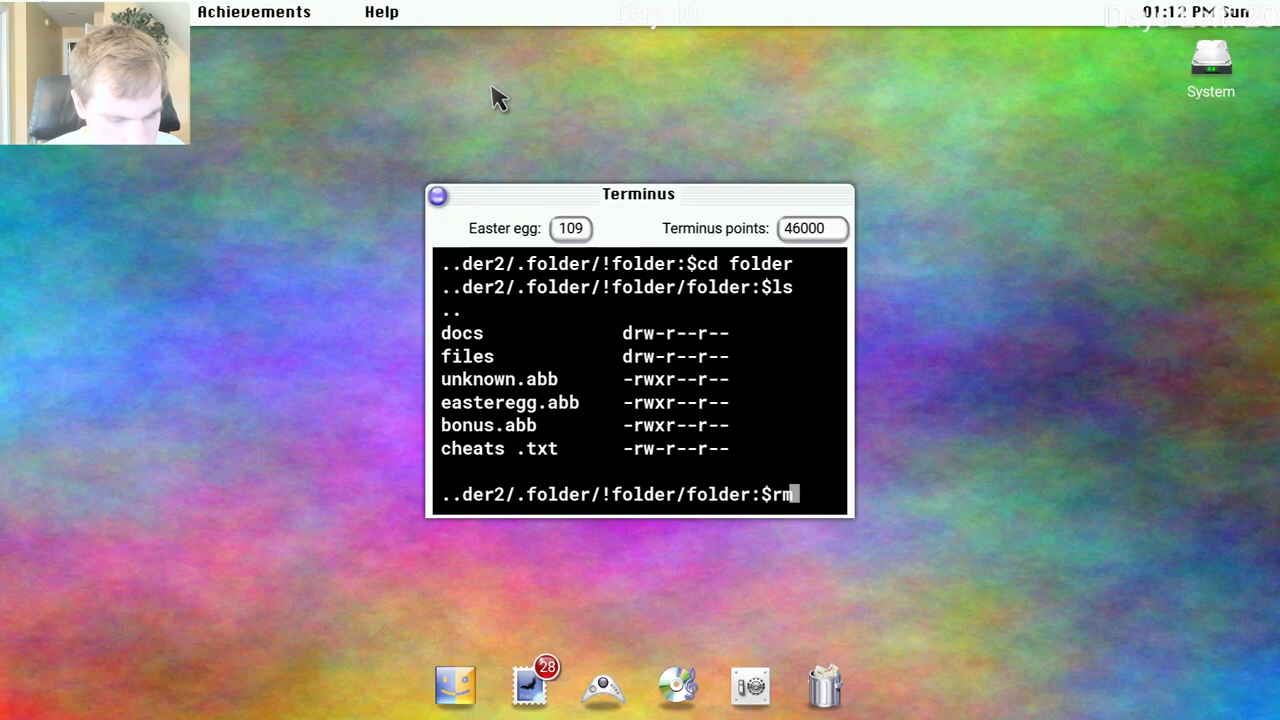 Achievements Help Day 10 01:12 PM Sun
System
Terminus
Easter egg: 109 Terminus points: 46000
..der2/.folder/!folder:$cd folder
..der2/.folder/!folder/folder:$ls
..
docs drw-r--r--
files drw-r--r--
unknown.abb -rwxr--r--
easteregg.abb -rwxr--r--
bonus.abb -rwxr--r--
cheats .txt -rw-r--r--
..der2/.folder/!folder/folder:$rm
28